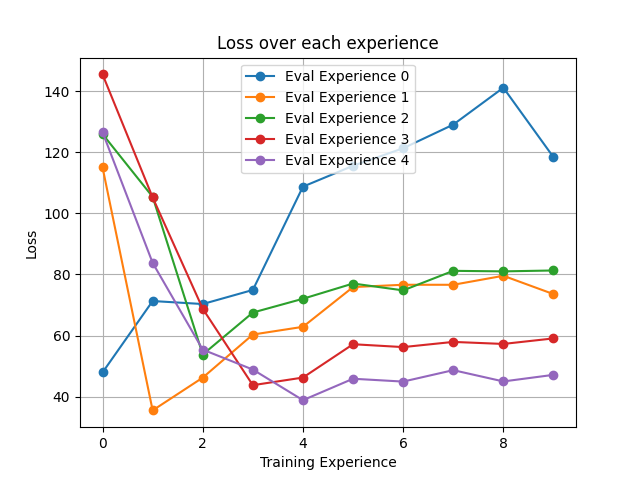 Loss over each experience
Eval Experience 0
Eval Experience 1
Eval Experience 2
Eval Experience 3
Eval Experience 4
Loss
140
120
100
80
60
40
0 2 4 6 8
Training Experience